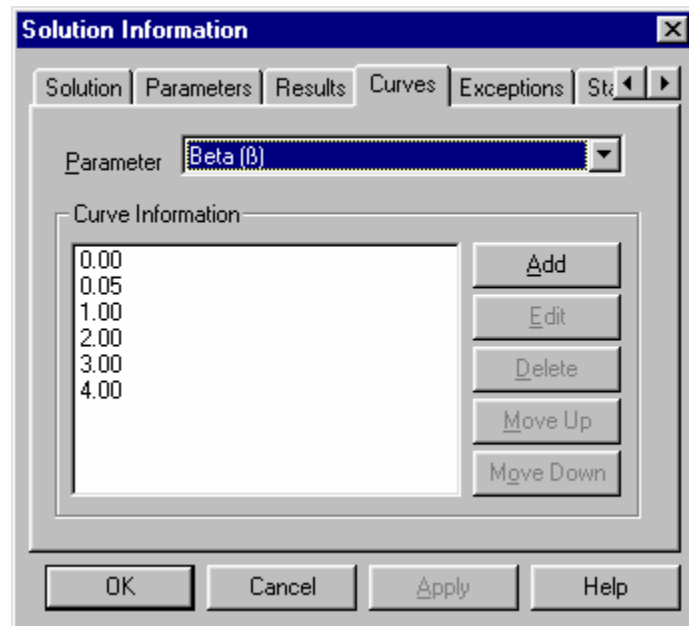 Solution Information
Solution Parameters Results Curves Exceptions
Parameter Beta (ß)
Curve Information
0.00
0.05
1.00
2.00
3.00
4.00
Add
Edit
Delete
Move Up
Move Down
OK Cancel Apply Help